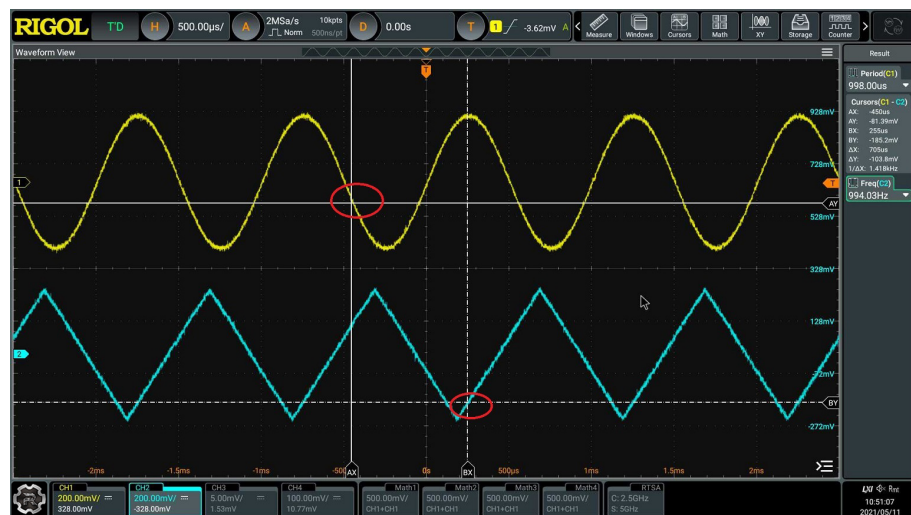 RIGOL T'D H 500.00µs/ A 2MSa/s 10kpts D 0.00s T 1 -3.62mV A < Measure Windows Cursors Math XY Storage Counter >
Norm 500ns/pt
Waveform View
Result
T
Period(C1)
998.00us
Cursors(C1 - C2)
AX: -450us
AY: -81.39mV
BX: 255us
BY: -185.2mV
ΔX: 705us
ΔY: -103.8mV
1/ΔX: 1.418kHz
Freq(C2)
994.03Hz
928mV
728mV
1
T
AY
528mV
328mV
128mV
2
-72mV
BY
-272mV
-2ms -1.5ms -1ms -500 AX 0s BX 500µs 1ms 1.5ms 2ms
CH1 CH2 CH3 CH4 Math1 Math2 Math3 Math4 RTSA
200.00mV/ 200.00mV/ 5.00mV/ 100.00mV/ 500.00mV/ 500.00mV/ 500.00mV/ 500.00mV/ C: 2.5GHz
328.00mV -328.00mV 1.53mV 10.77mV CH1+CH1 CH1+CH1 CH1+CH1 CH1+CH1 S: 5GHz
LXI Rmt
10:51:07
2021/05/11